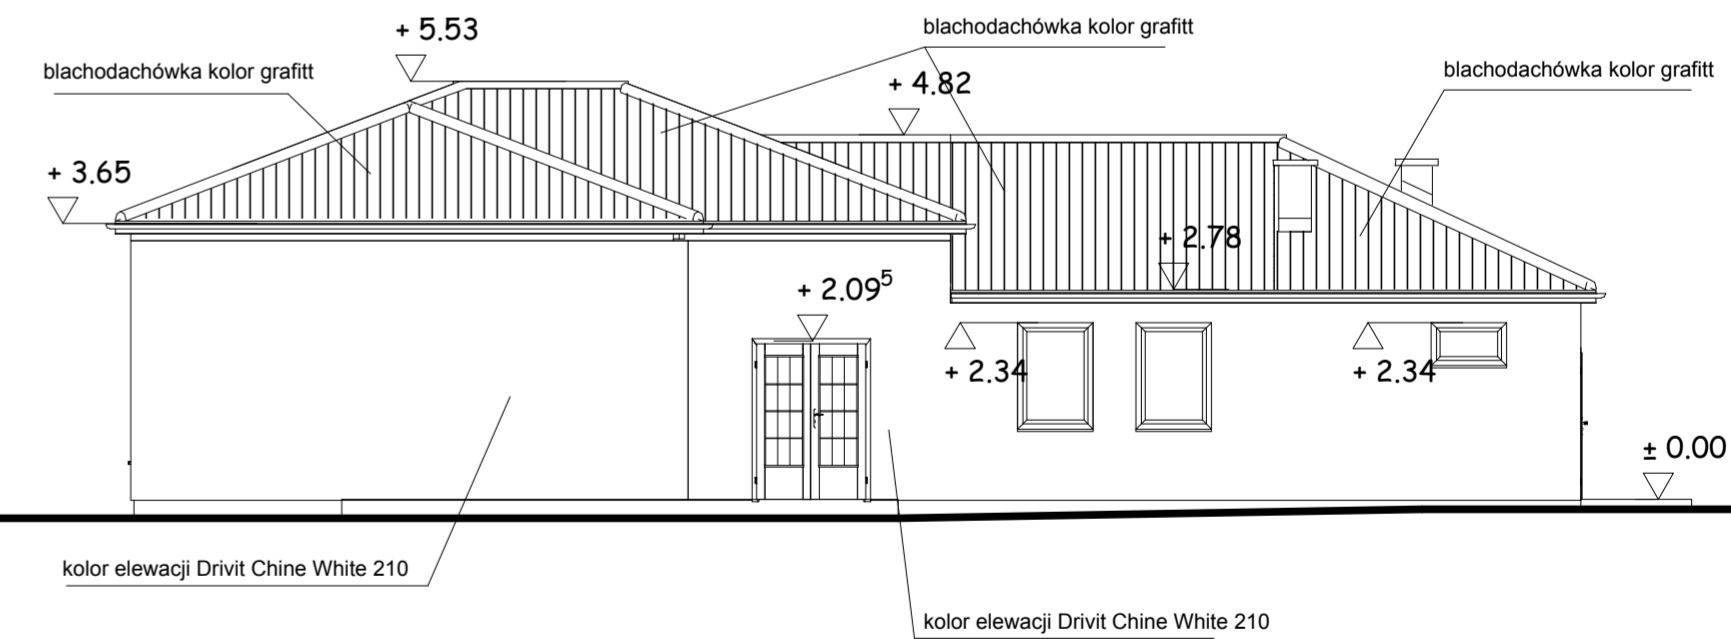 blachodachówka kolor grafitt
+ 5.53
blachodachówka kolor grafitt
blachodachówka kolor grafitt
+ 4.82
+ 3.65
+ 2.78
+ 2.09⁵
+ 2.34
+ 2.34
± 0.00
kolor elewacji Drivit Chine White 210
kolor elewacji Drivit Chine White 210